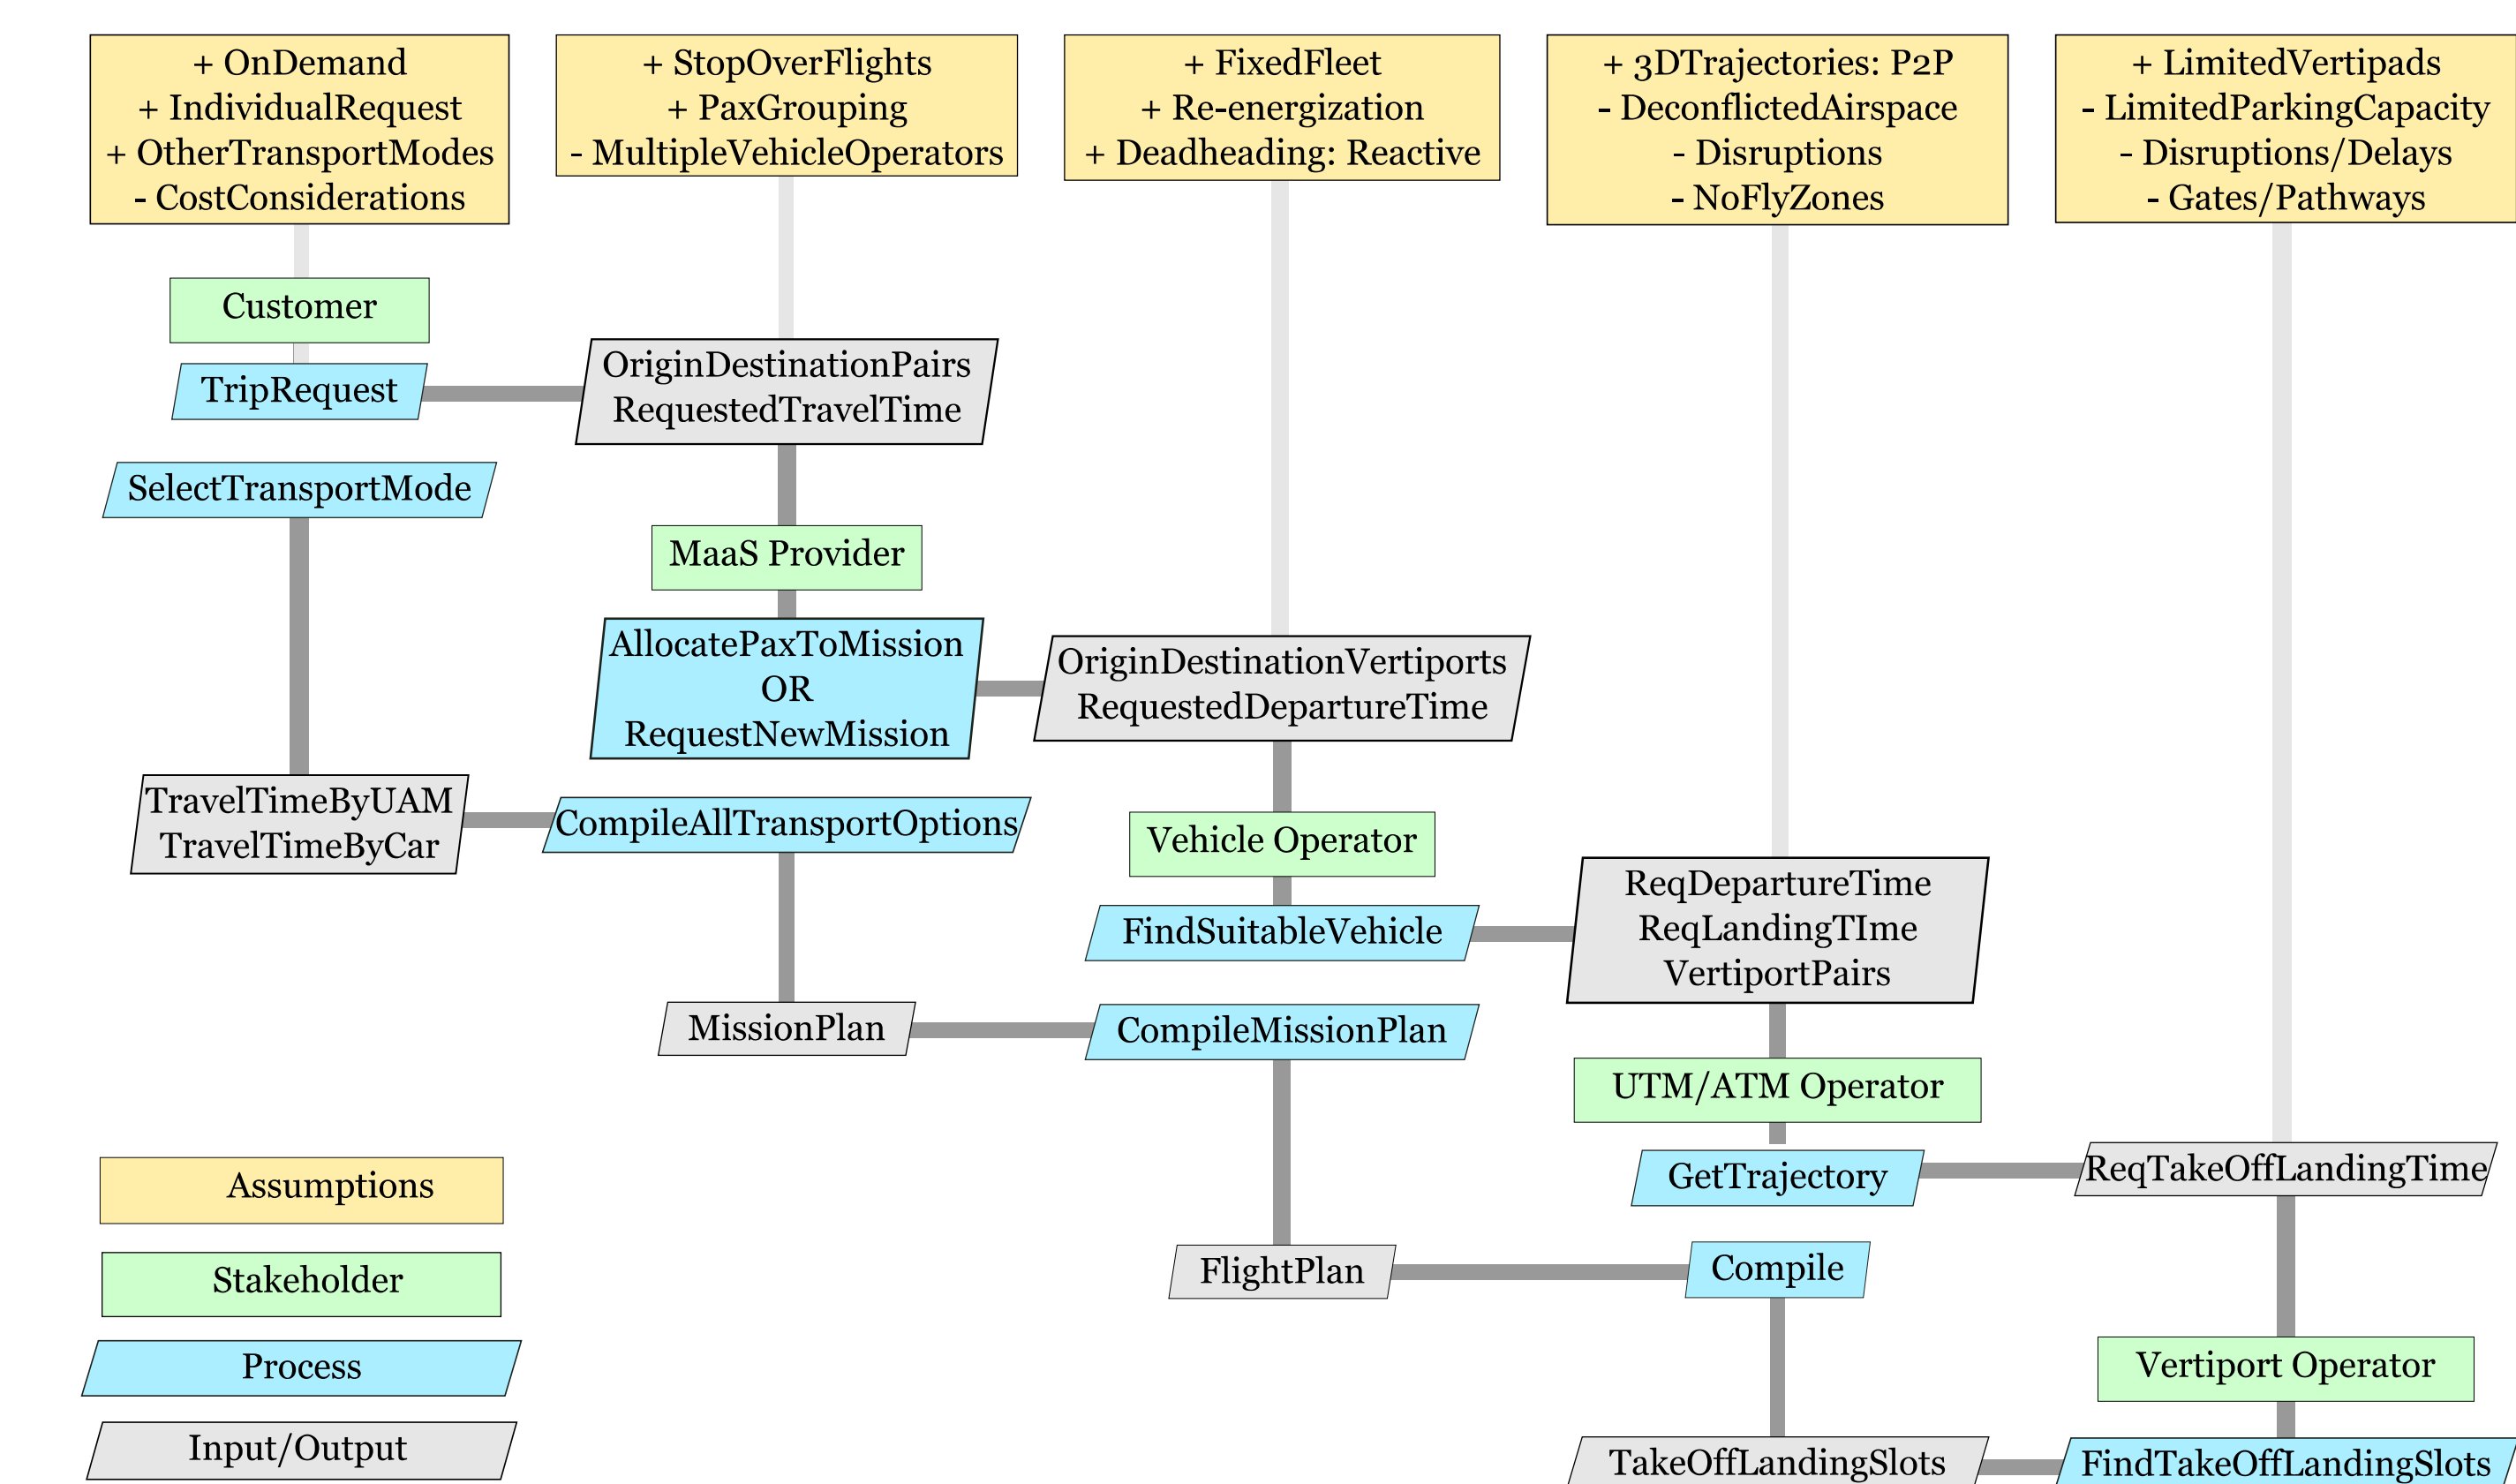 + OnDemand
+ IndividualRequest
+ OtherTransportModes
- CostConsiderations
+ StopOverFlights
+ PaxGrouping
- MultipleVehicleOperators
+ FixedFleet
+ Re-energization
+ Deadheading: Reactive
+ 3DTrajectories: P2P
- DeconflictedAirspace
- Disruptions
- NoFlyZones
+ LimitedVertipads
- LimitedParkingCapacity
- Disruptions/Delays
- Gates/Pathways
Customer
TripRequest
OriginDestinationPairs
RequestedTravelTime
SelectTransportMode
MaaS Provider
AllocatePaxToMission
OR
RequestNewMission
OriginDestinationVertiports
RequestedDepartureTime
TravelTimeByUAM
TravelTimeByCar
CompileAllTransportOptions
Vehicle Operator
FindSuitableVehicle
ReqDepartureTime
ReqLandingTIme
VertiportPairs
MissionPlan
CompileMissionPlan
UTM/ATM Operator
GetTrajectory
ReqTakeOffLandingTime
FlightPlan
Compile
Vertiport Operator
TakeOffLandingSlots
FindTakeOffLandingSlots
Assumptions
Stakeholder
Process
Input/Output